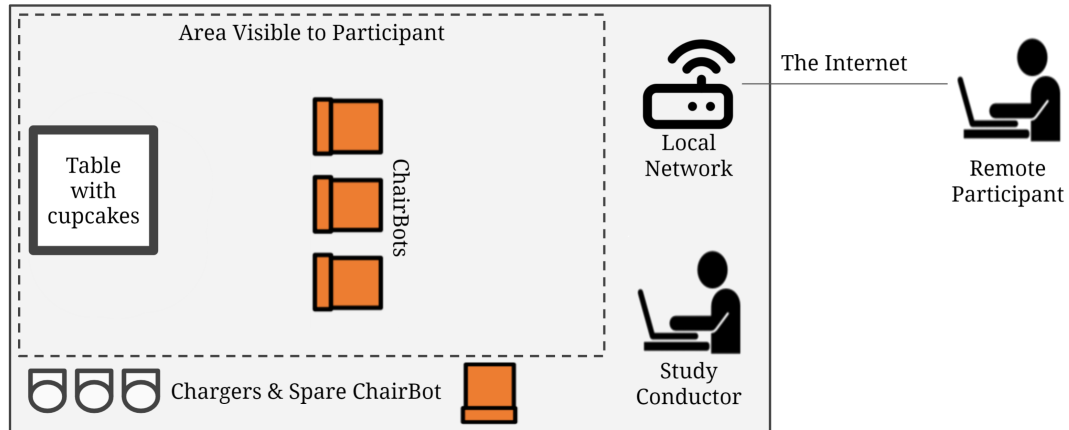 Area Visible to Participant
The Internet
Table
with
cupcakes
ChairBots
Local
Network
Remote
Participant
Chargers & Spare ChairBot
Study
Conductor